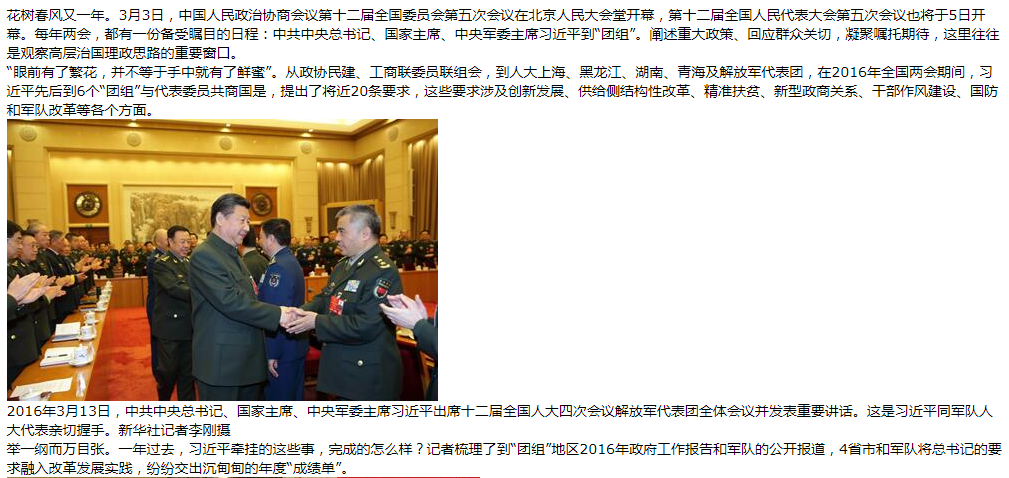 花树春风又一年。3月3日，中国人民政治协商会议第十二届全国委员会第五次会议在北京人民大会堂开幕，第十二届全国人民代表大会第五次会议也将于5日开
幕。每年两会，都有一份备受瞩目的日程：中共中央总书记、国家主席、中央军委主席习近平到“团组”。阐述重大政策、回应群众关切，凝聚嘱托期待，这里往往
是观察高层治国理政思路的重要窗口。
“眼前有了繁花，并不等于手中就有了鲜蜜”。从政协民建、工商联委员联组会，到人大上海、黑龙江、湖南、青海及解放军代表团，在2016年全国两会期间，习
近平先后到6个“团组”与代表委员共商国是，提出了将近20条要求，这些要求涉及创新发展、供给侧结构性改革、精准扶贫、新型政商关系、干部作风建设、国防
和军队改革等各个方面。
2016年3月13日，中共中央总书记、国家主席、中央军委主席习近平出席十二届全国人大四次会议解放军代表团全体会议并发表重要讲话。这是习近平同军队人
大代表亲切握手。新华社记者李刚摄
举一纲而万目张。一年过去，习近平牵挂的这些事，完成的怎么样？记者梳理了到“团组”地区2016年政府工作报告和军队的公开报道，4省市和军队将总书记的要
求融入改革发展实践，纷纷交出沉甸甸的年度“成绩单”。